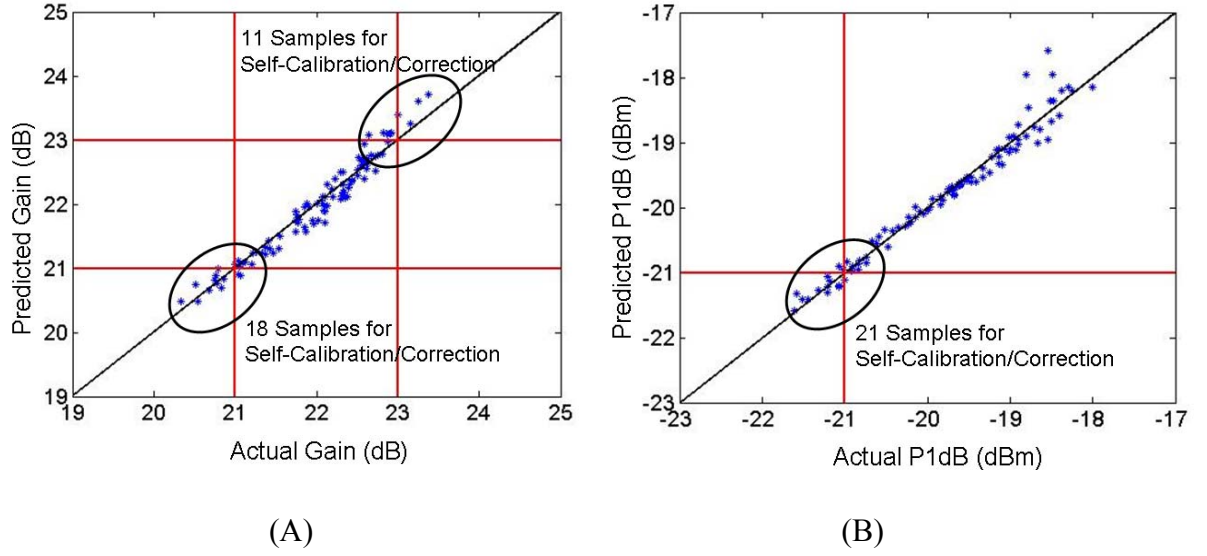 11 Samples for
Self-Calibration/Correction
18 Samples for
Self-Calibration/Correction
Predicted Gain (dB)
25
24
23
22
21
20
19
19 20 21 22 23 24 25
Actual Gain (dB)
(A)
21 Samples for
Self-Calibration/Correction
Predicted P1dB (dBm)
-17
-18
-19
-20
-21
-22
-23
-23 -22 -21 -20 -19 -18 -17
Actual P1dB (dBm)
(B)